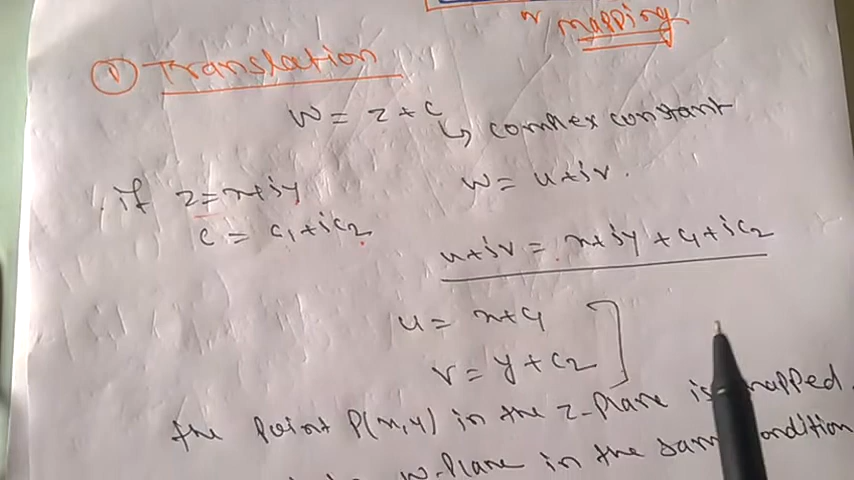 " mapping
① Translation
w = z + c
↳ complex constant
if z = x+iy
w = u+iv.
c = c1+ic2
u+iv = x+iy + c1+ic2
u = x+c1
v = y+c2
the point P(x,y) in the z-plane is mapped
w-plane in the same condition